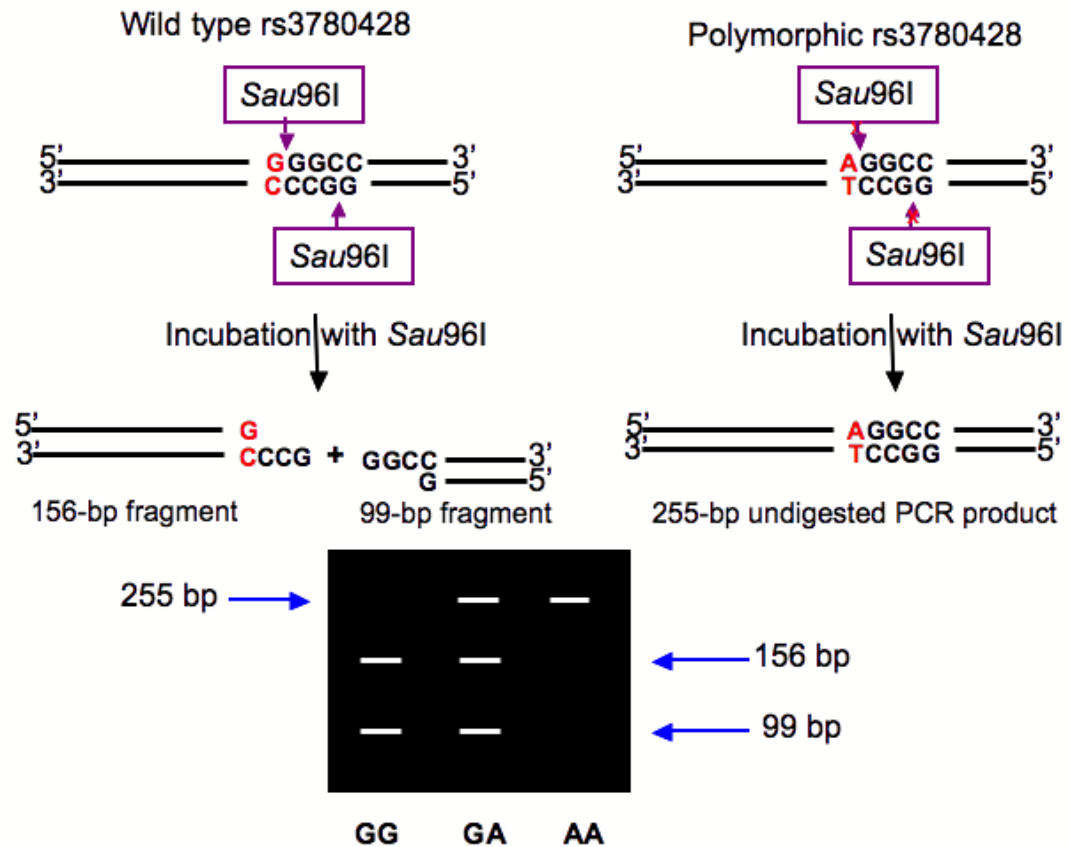 Wild type rs3780428
Polymorphic rs3780428
Sau96I
Sau96I
5’ GGGCC 3’
3’ CCCGG 5’
5’ AGGCC 3’
3’ TCCGG 5’
x
x
Sau96I
Sau96I
Incubation with Sau96I
Incubation with Sau96I
5’ G
3’ CCCG + GGCC 3’
G 5’
5’ AGGCC 3’
3’ TCCGG 5’
156-bp fragment
99-bp fragment
255-bp undigested PCR product
255 bp
156 bp
99 bp
GG GA AA